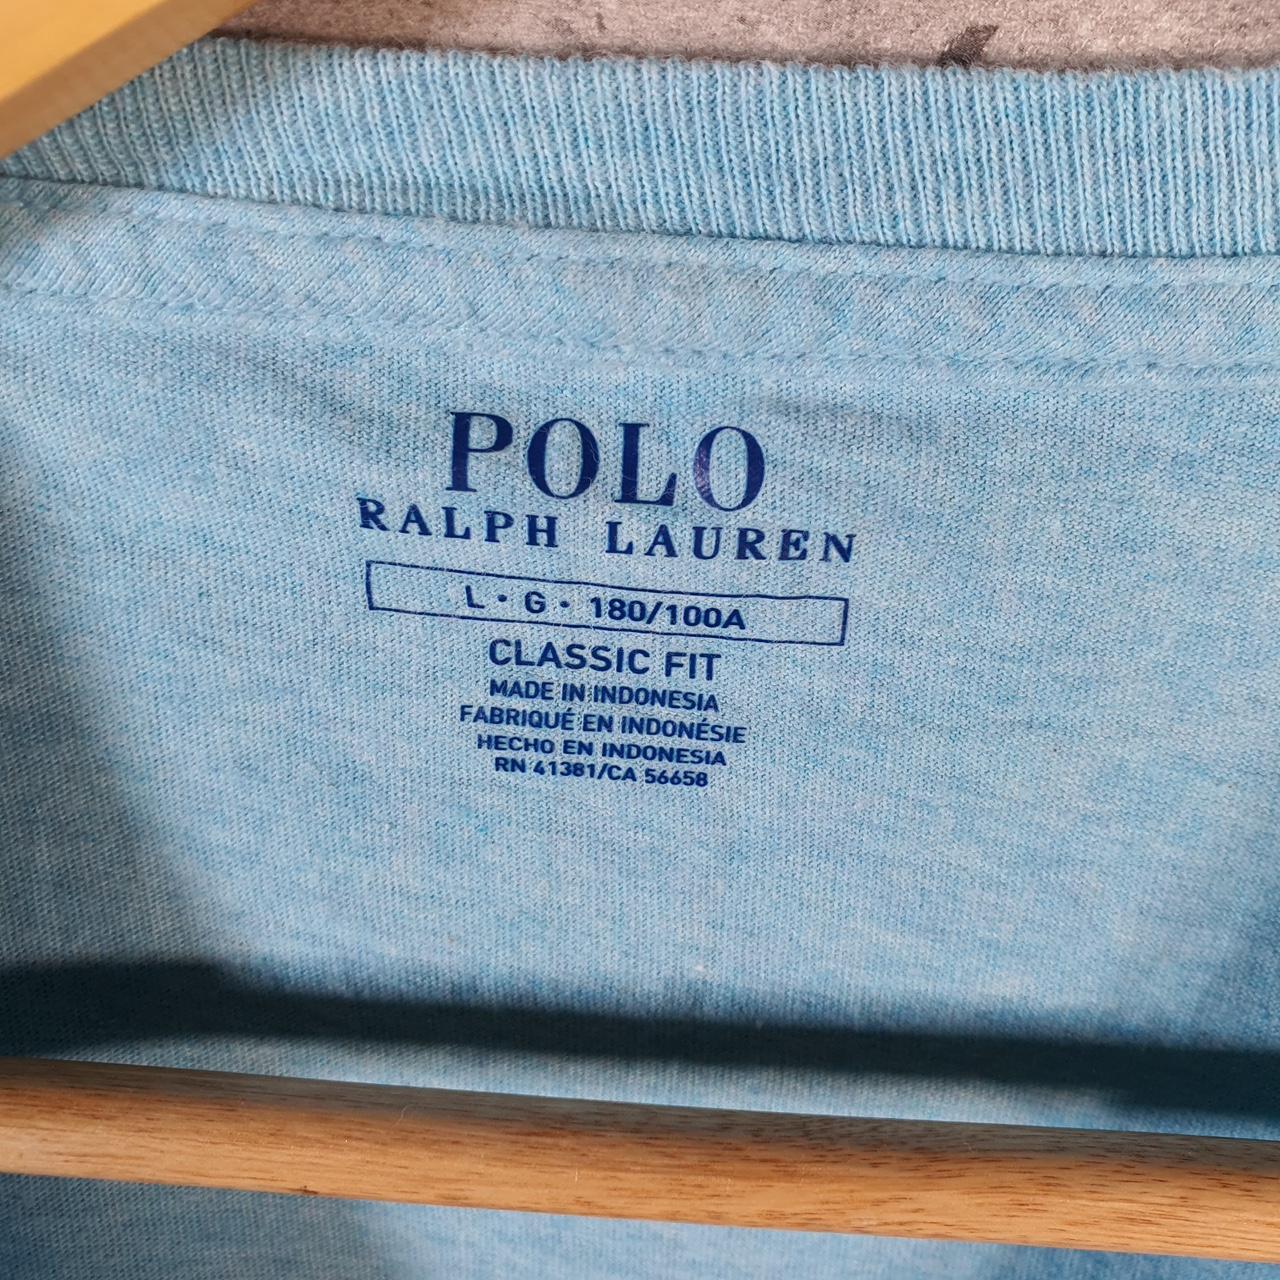 POLO
RALPH LAUREN
L · G · 180/100A
CLASSIC FIT
MADE IN INDONESIA
FABRIQUÉ EN INDONÉSIE
HECHO EN INDONESIA
RN 41381/CA 56658